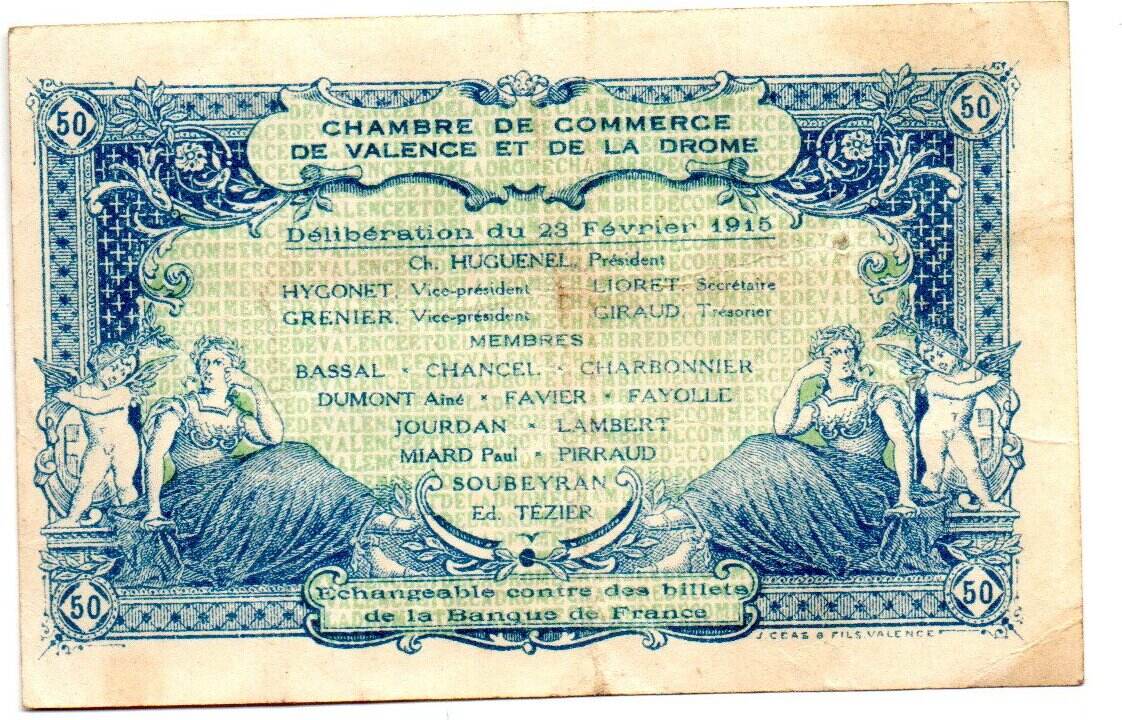 50
50
CHAMBRE DE COMMERCE
DE VALENCE ET DE LA DROME
Délibération du 23 Février 1915
Ch. HUGUENEL, Président
HYGONET, Vice-président LIORET, Secrétaire
GRENIER, Vice-président GIRAUD, Trésorier
MEMBRES
BASSAL * CHANCEL * CHARBONNIER
DUMONT Ainé * FAVIER * FAYOLLE
JOURDAN * LAMBERT
MIARD Paul * PIRRAUD
SOUBEYRAN
Ed. TÉZIER
Echangeable contre des billets
de la Banque de France
50
50
J. CEAS & FILS. VALENCE